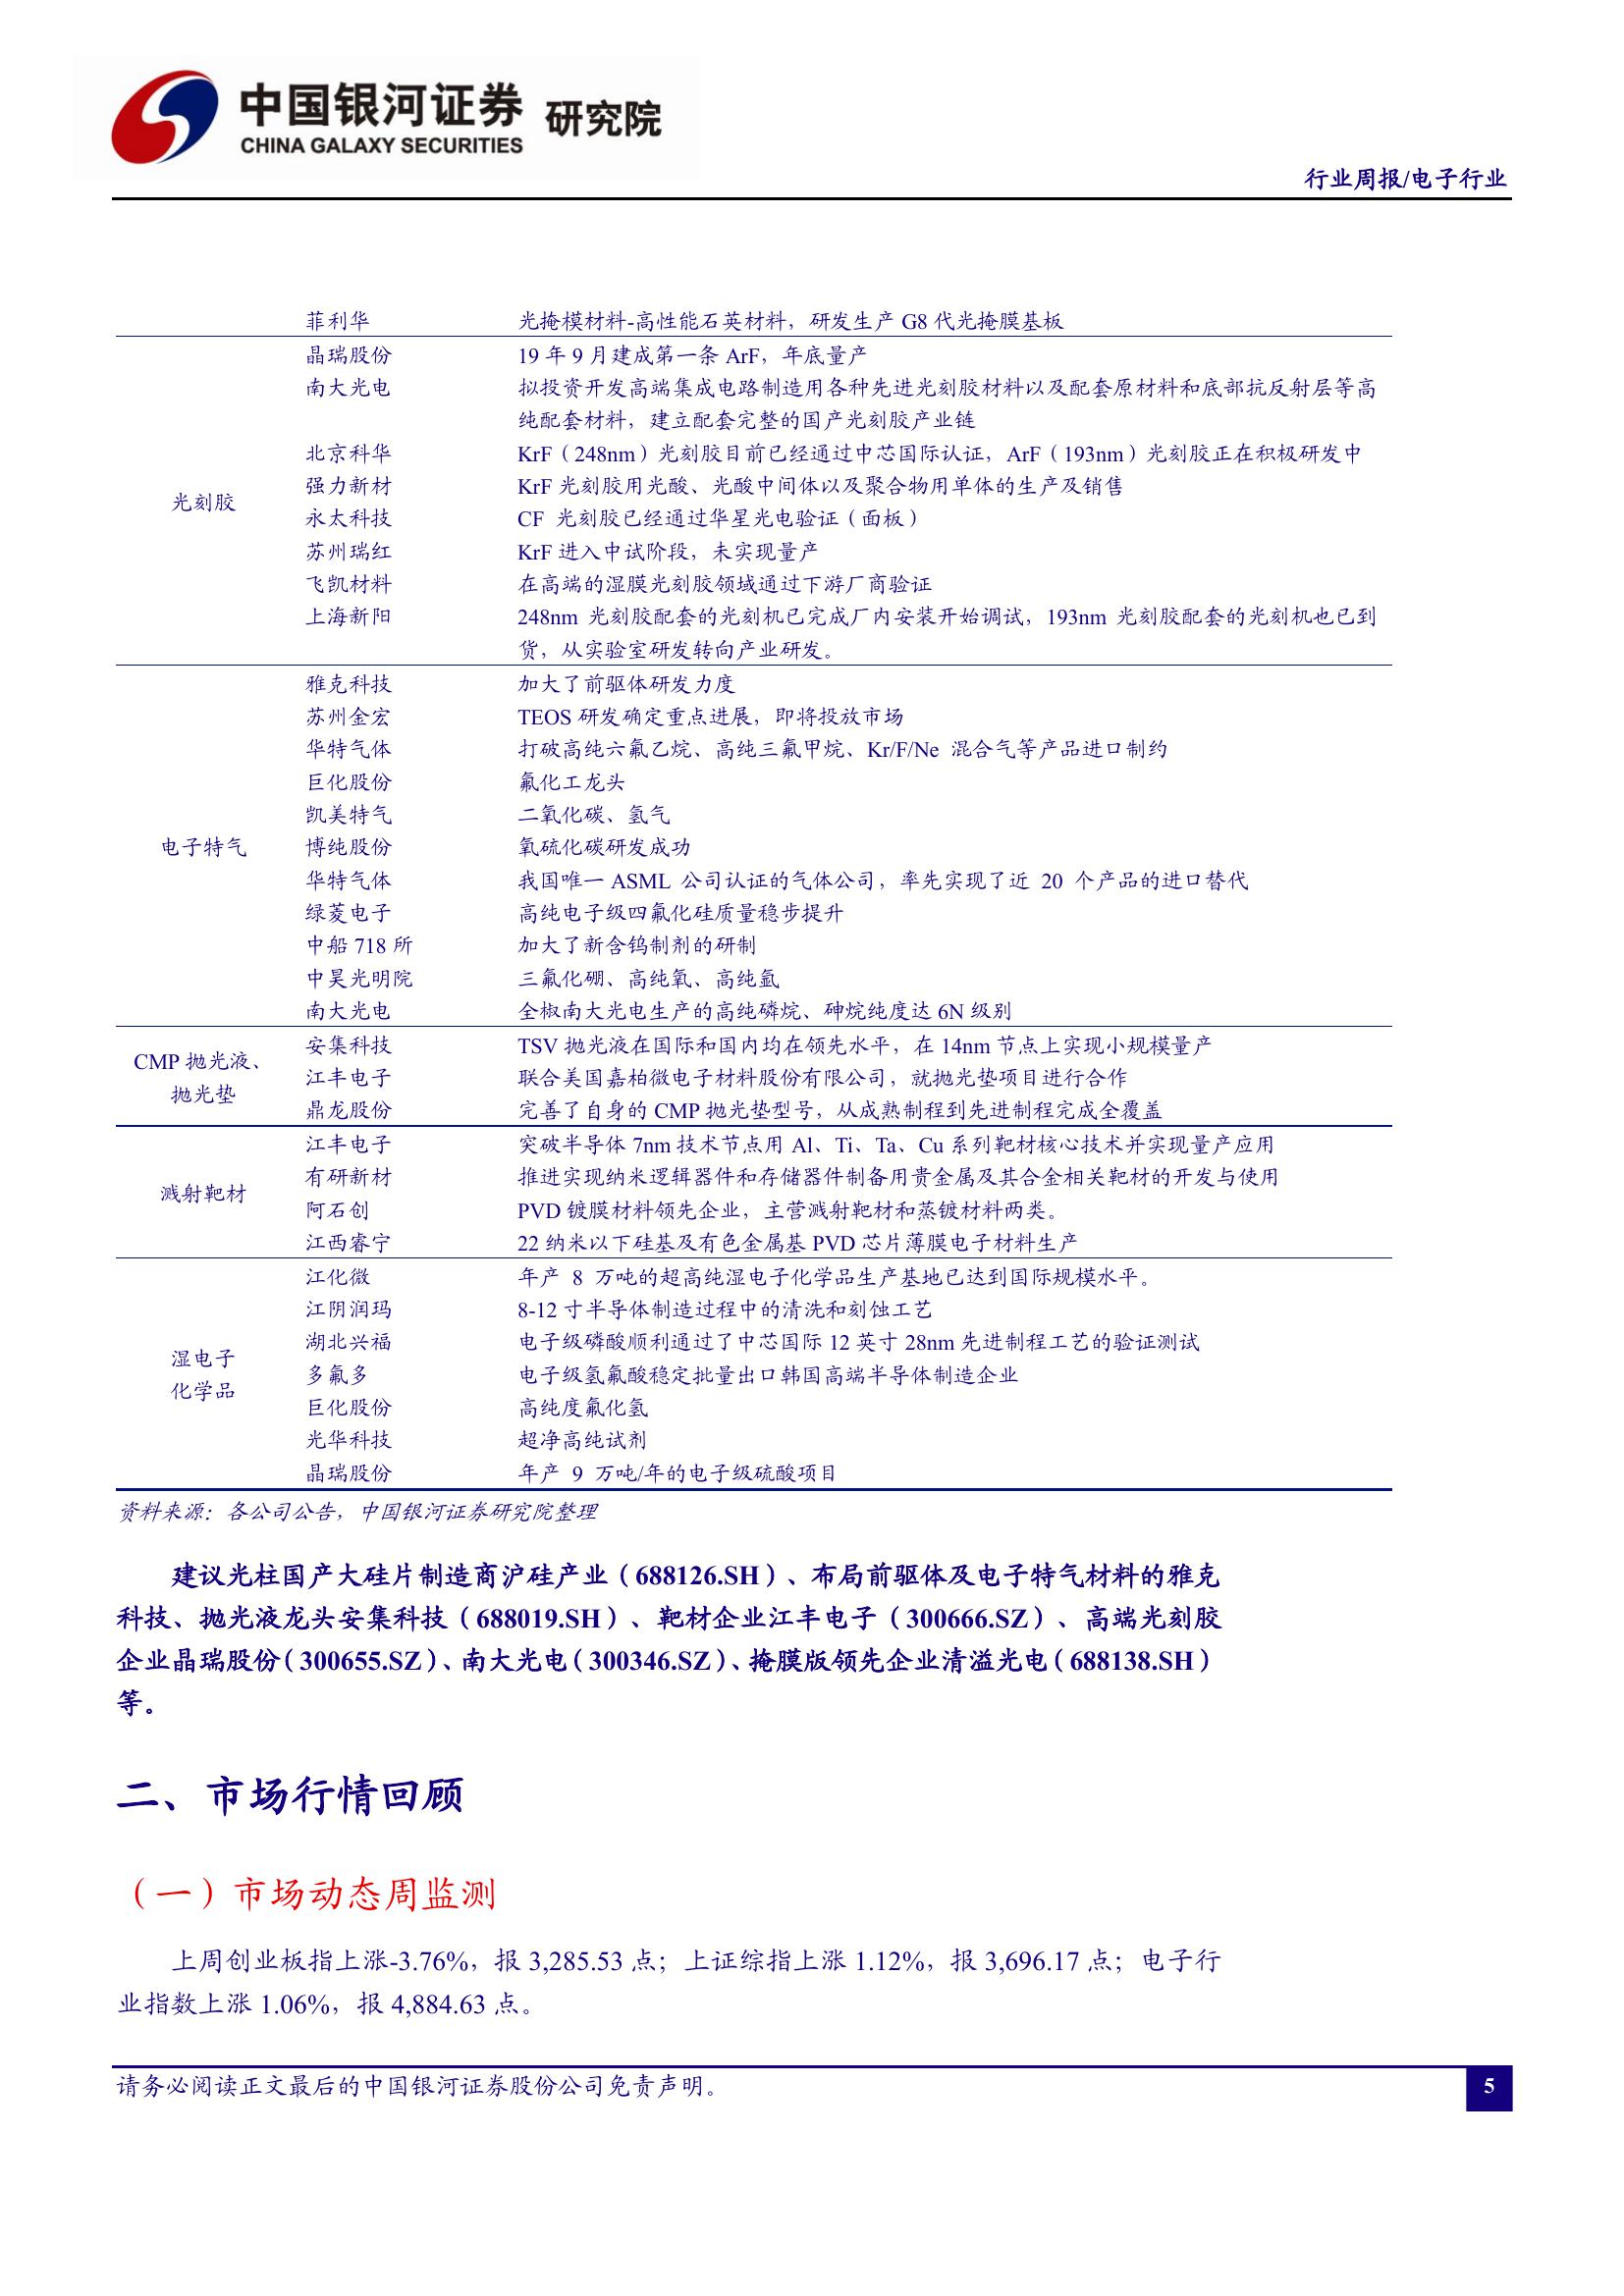 中国银河证券 研究院
CHINA GALAXY SECURITIES
行业周报/电子行业
菲利华 光掩模材料-高性能石英材料，研发生产 G8 代光掩膜基板
光刻胶
晶瑞股份 19 年 9 月建成第一条 ArF，年底量产
南大光电 拟投资开发高端集成电路制造用各种先进光刻胶材料以及配套原材料和底部抗反射层等高
纯配套材料，建立配套完整的国产光刻胶产业链
北京科华 KrF（248nm）光刻胶目前已经通过中芯国际认证，ArF（193nm）光刻胶正在积极研发中
强力新材 KrF 光刻胶用光酸、光酸中间体以及聚合物用单体的生产及销售
永太科技 CF 光刻胶已经通过华星光电验证（面板）
苏州瑞红 KrF 进入中试阶段，未实现量产
飞凯材料 在高端的湿膜光刻胶领域通过下游厂商验证
上海新阳 248nm 光刻胶配套的光刻机已完成厂内安装开始调试，193nm 光刻胶配套的光刻机也已到
货，从实验室研发转向产业研发。
电子特气
雅克科技 加大了前驱体研发力度
苏州金宏 TEOS 研发确定重点进展，即将投放市场
华特气体 打破高纯六氟乙烷、高纯三氟甲烷、Kr/F/Ne 混合气等产品进口制约
巨化股份 氟化工龙头
凯美特气 二氧化碳、氢气
博纯股份 氧硫化碳研发成功
华特气体 我国唯一 ASML 公司认证的气体公司，率先实现了近 20 个产品的进口替代
绿菱电子 高纯电子级四氟化硅质量稳步提升
中船 718 所 加大了新含钨制剂的研制
中昊光明院 三氟化硼、高纯氧、高纯氩
南大光电 全椒南大光电生产的高纯磷烷、砷烷纯度达 6N 级别
CMP 抛光液、
抛光垫
安集科技 TSV 抛光液在国际和国内均在领先水平，在 14nm 节点上实现小规模量产
江丰电子 联合美国嘉柏微电子材料股份有限公司，就抛光垫项目进行合作
鼎龙股份 完善了自身的 CMP 抛光垫型号，从成熟制程到先进制程完成全覆盖
溅射靶材
江丰电子 突破半导体 7nm 技术节点用 Al、Ti、Ta、Cu 系列靶材核心技术并实现量产应用
有研新材 推进实现纳米逻辑器件和存储器件制备用贵金属及其合金相关靶材的开发与使用
阿石创 PVD 镀膜材料领先企业，主营溅射靶材和蒸镀材料两类。
江西睿宁 22 纳米以下硅基及有色金属基 PVD 芯片薄膜电子材料生产
湿电子
化学品
江化微 年产 8 万吨的超高纯湿电子化学品生产基地已达到国际规模水平。
江阴润玛 8-12 寸半导体制造过程中的清洗和刻蚀工艺
湖北兴福 电子级磷酸顺利通过了中芯国际 12 英寸 28nm 先进制程工艺的验证测试
多氟多 电子级氢氟酸稳定批量出口韩国高端半导体制造企业
巨化股份 高纯度氟化氢
光华科技 超净高纯试剂
晶瑞股份 年产 9 万吨/年的电子级硫酸项目
资料来源：各公司公告，中国银河证券研究院整理
建议光柱国产大硅片制造商沪硅产业（688126.SH）、布局前驱体及电子特气材料的雅克
科技、抛光液龙头安集科技（688019.SH）、靶材企业江丰电子（300666.SZ）、高端光刻胶
企业晶瑞股份（300655.SZ）、南大光电（300346.SZ）、掩膜版领先企业清溢光电（688138.SH）
等。
二、市场行情回顾
（一）市场动态周监测
上周创业板指上涨-3.76%，报 3,285.53 点；上证综指上涨 1.12%，报 3,696.17 点；电子行
业指数上涨 1.06%，报 4,884.63 点。
请务必阅读正文最后的中国银河证券股份公司免责声明。
5